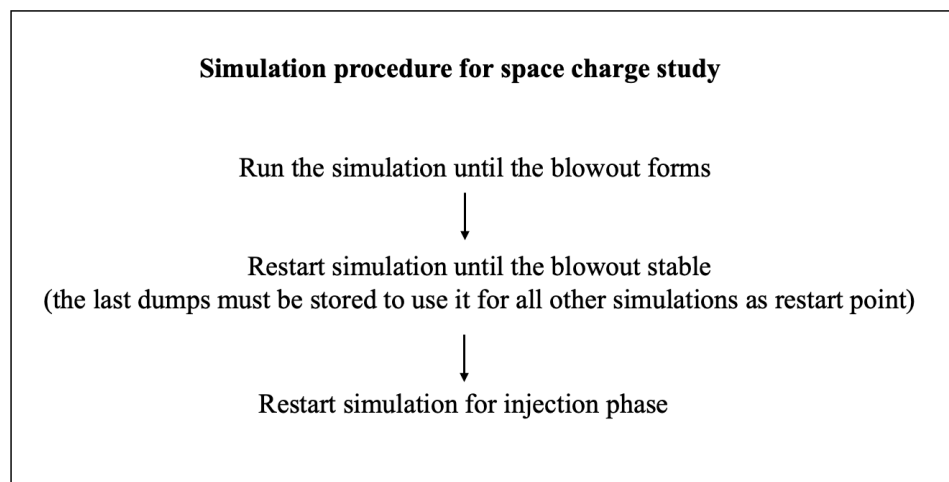 Simulation procedure for space charge study
Run the simulation until the blowout forms
Restart simulation until the blowout stable
(the last dumps must be stored to use it for all other simulations as restart point)
Restart simulation for injection phase